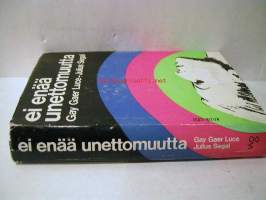 ei enää
unettomuutta
Gay Gaer Luce-Julius Segal
ei enää unettomuutta
Gay Gaer Luce
Julius Segal